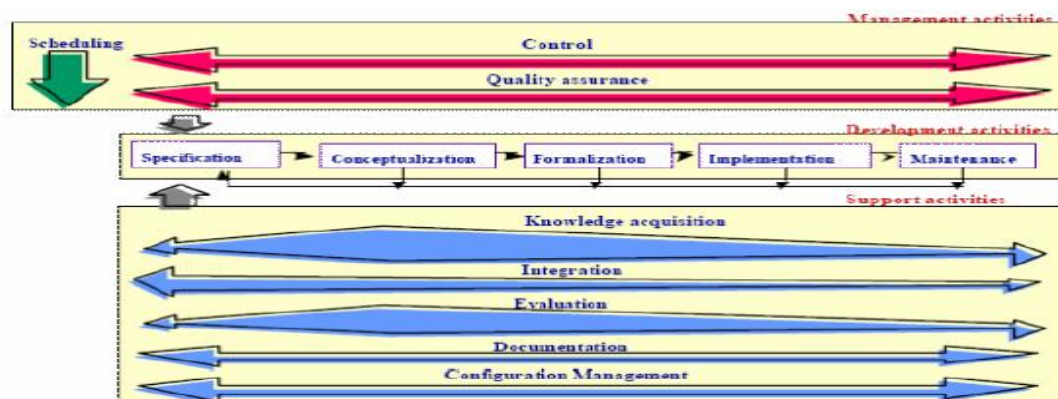 Management activities
Scheduling
Control
Quality assurance
Development activities
Specification
Conceptualization
Formalization
Implementation
Maintenance
Support activities
Knowledge acquisition
Integration
Evaluation
Documentation
Configuration Management